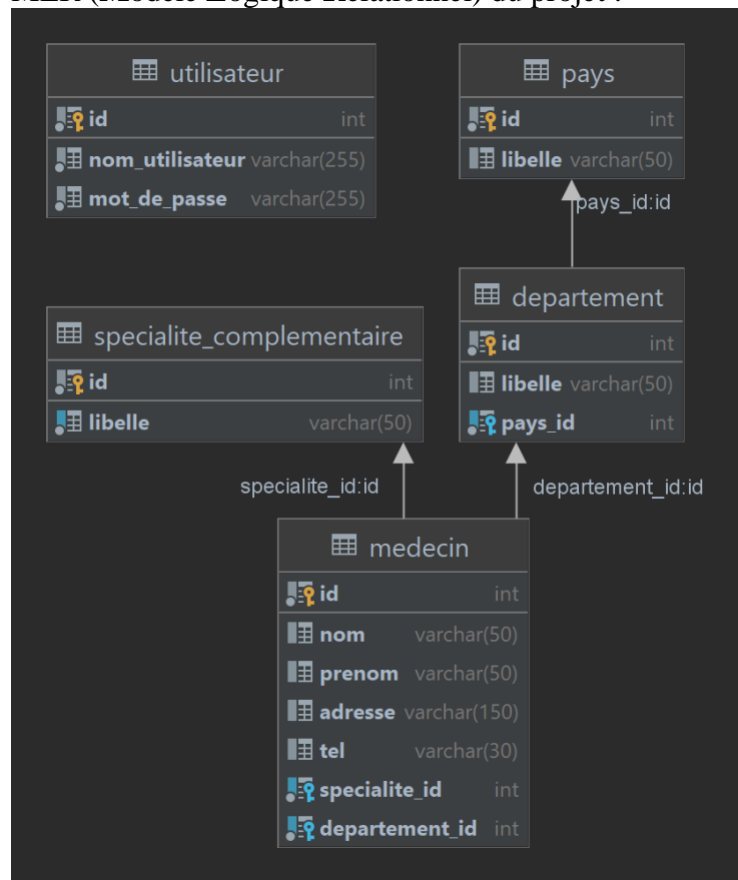 MLR (Modèle Logique Relationnel) du projet :
utilisateur
id int
nom_utilisateur varchar(255)
mot_de_passe varchar(255)
pays
id int
libelle varchar(50)
pays_id:id
departement
id int
libelle varchar(50)
pays_id int
specialite_complementaire
id int
libelle varchar(50)
specialite_id:id
departement_id:id
medecin
id int
nom varchar(50)
prenom varchar(50)
adresse varchar(150)
tel varchar(30)
specialite_id int
departement_id int